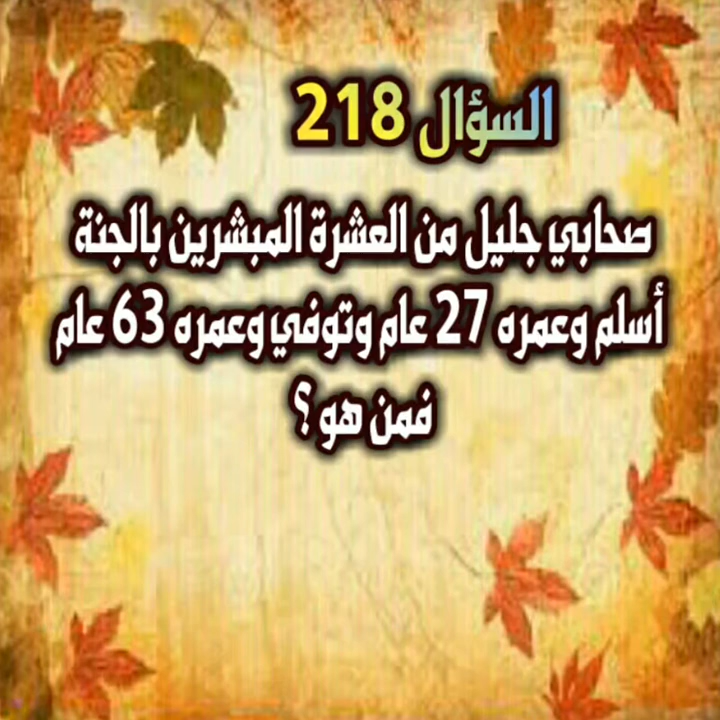 السؤال 218
صحابي جليل من العشرة المبشرين بالجنة
أسلم وعمره 27 عام وتوفي وعمره 63 عام
فمن هو ؟